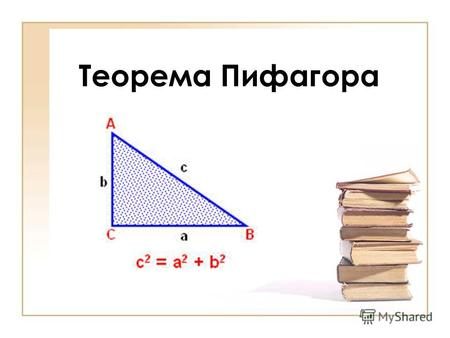 Теорема Пифагора
A
b
c
C
a
B
c² = a² + b²
MyShared